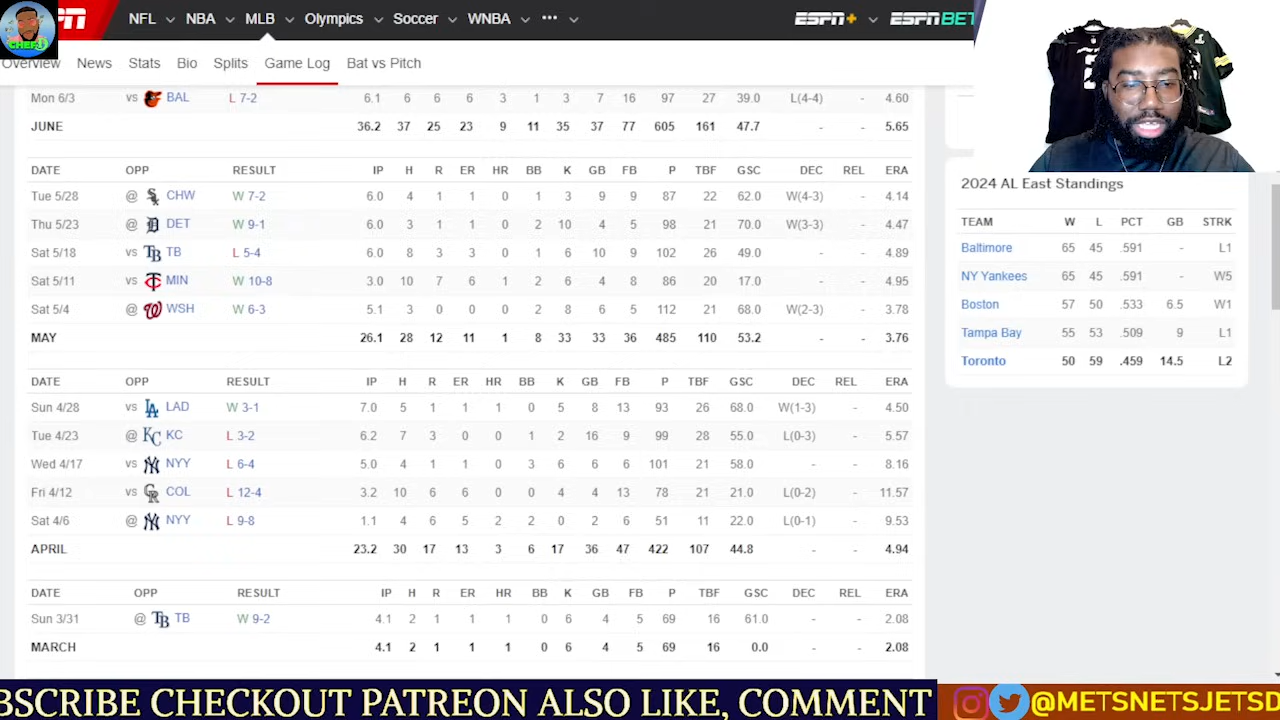 NFL NBA MLB Olympics Soccer WNBA ••• ESPN+ ESPN BET
CHEFJ
Overview News Stats Bio Splits Game Log Bat vs Pitch
Mon 6/3 vs BAL L 7-2 6.1 6 6 6 3 1 3 7 16 97 27 39.0 L(4-4) - 4.60
JUNE 36.2 37 25 23 9 11 35 37 77 605 161 47.7 - - 5.65
DATE OPP RESULT IP H R ER HR BB K GB FB P TBF GSC DEC REL ERA
Tue 5/28 @ CHW W 7-2 6.0 4 1 1 0 1 3 9 9 87 22 62.0 W(4-3) - 4.14
Thu 5/23 @ DET W 9-1 6.0 3 1 1 0 2 10 4 5 98 21 70.0 W(3-3) - 4.47
Sat 5/18 vs TB L 5-4 6.0 8 3 3 0 1 6 10 9 102 26 49.0 - - 4.89
Sat 5/11 vs MIN W 10-8 3.0 10 7 6 1 2 6 4 8 86 20 17.0 - - 4.95
Sat 5/4 @ WSH W 6-3 5.1 3 0 0 0 2 8 6 5 112 21 68.0 W(2-3) - 3.78
MAY 26.1 28 12 11 1 8 33 33 36 485 110 53.2 - - 3.76
DATE OPP RESULT IP H R ER HR BB K GB FB P TBF GSC DEC REL ERA
Sun 4/28 vs LAD W 3-1 7.0 5 1 1 1 0 5 8 13 93 26 68.0 W(1-3) - 4.50
Tue 4/23 @ KC L 3-2 6.2 7 3 0 0 1 2 16 9 99 28 55.0 L(0-3) - 5.57
Wed 4/17 vs NYY L 6-4 5.0 4 1 1 0 3 6 6 6 101 21 58.0 - - 8.16
Fri 4/12 vs COL L 12-4 3.2 10 6 6 0 0 4 4 13 78 21 21.0 L(0-2) - 11.57
Sat 4/6 @ NYY L 9-8 1.1 4 6 5 2 2 0 2 6 51 11 22.0 L(0-1) - 9.53
APRIL 23.2 30 17 13 3 6 17 36 47 422 107 44.8 - - 4.94
DATE OPP RESULT IP H R ER HR BB K GB FB P TBF GSC DEC REL ERA
Sun 3/31 @ TB W 9-2 4.1 2 1 1 1 0 6 4 5 69 16 61.0 - - 2.08
MARCH 4.1 2 1 1 1 0 6 4 5 69 16 0.0 - - 2.08
2024 AL East Standings
TEAM W L PCT GB STRK
Baltimore 65 45 .591 - L1
NY Yankees 65 45 .591 - W5
Boston 57 50 .533 6.5 W1
Tampa Bay 55 53 .509 9 L1
Toronto 50 59 .459 14.5 L2
BSCRIBE CHECKOUT PATREON ALSO LIKE, COMMENT
@METSNETSJETSD